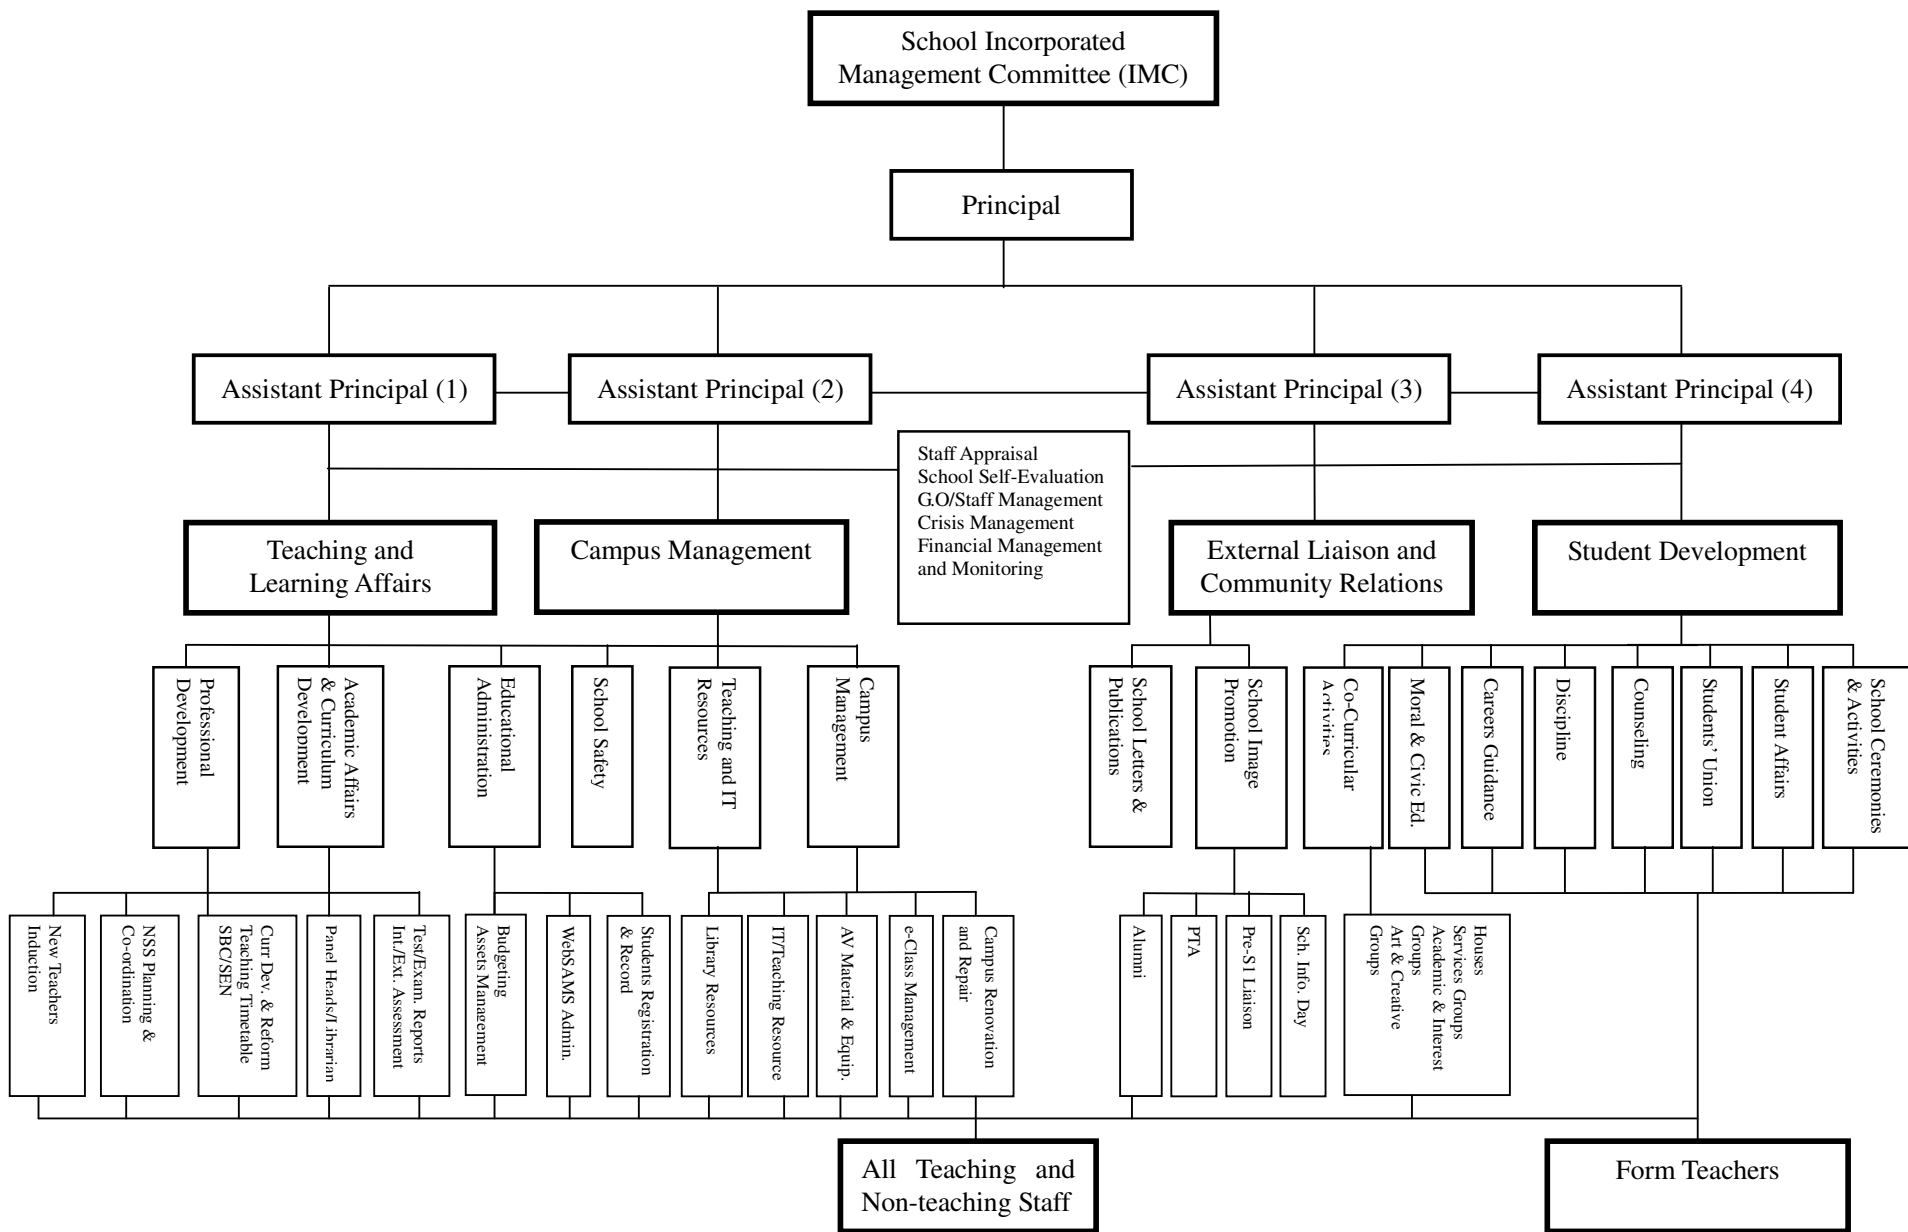 School Incorporated
Management Committee (IMC)
Principal
Assistant Principal (1)
Assistant Principal (2)
Assistant Principal (3)
Assistant Principal (4)
Staff Appraisal
School Self-Evaluation
G.O/Staff Management
Crisis Management
Financial Management
and Monitoring
Teaching and
Learning Affairs
Campus Management
External Liaison and
Community Relations
Student Development
Professional
Development
Academic Affairs
& Curriculum
Development
Educational
Administration
School Safety
Teaching and IT
Resources
Campus
Management
School Letters &
Publications
School Image
Promotion
Co-Curricular
Activities
Moral & Civic Ed.
Careers Guidance
Discipline
Counseling
Students' Union
Student Affairs
School Ceremonies
& Activities
New Teachers
Induction
NSS Planning &
Co-ordination
Curr Dev. & Reform
Teaching Timetable
SBC/SEN
Panel Heads/Librarian
Test/Exam. Reports
Int./Ext. Assessment
Budgeting
Assets Management
WebSAMS Admin.
Students Registration
& Record
Library Resources
IT/Teaching Resource
AV Material & Equip.
e-Class Management
Campus Renovation
and Repair
Alumni
PTA
Pre-S1 Liaison
Sch. Info. Day
Houses
Services Groups
Academic & Interest
Groups
Art & Creative
Groups
All Teaching and
Non-teaching Staff
Form Teachers